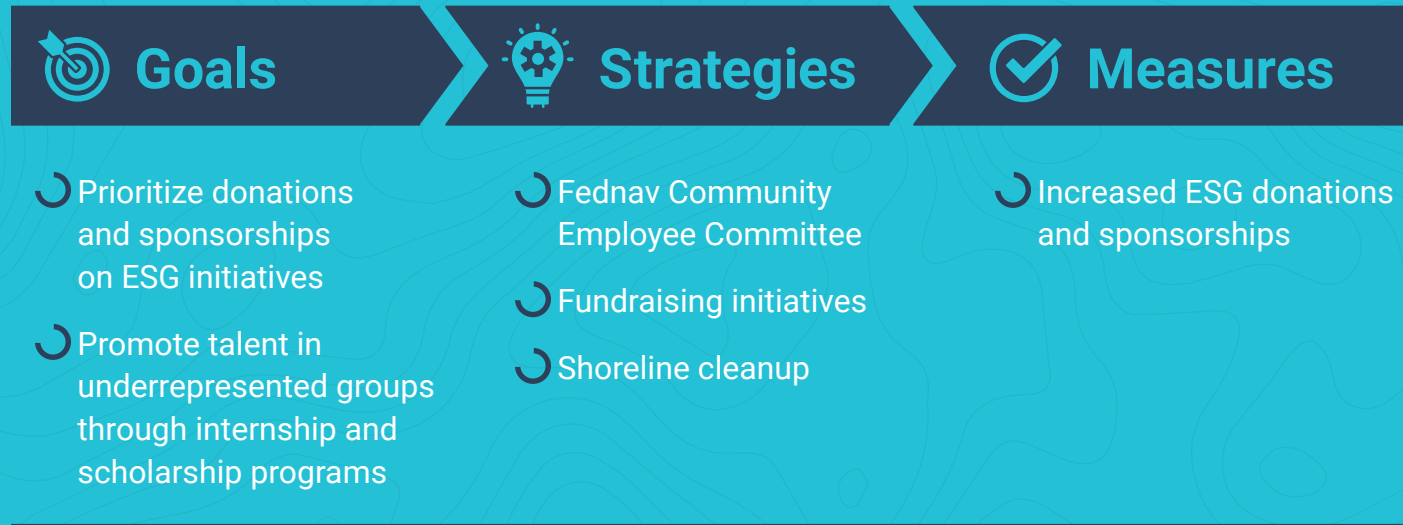 Goals
Prioritize donations
and sponsorships
on ESG initiatives
Promote talent in
underrepresented groups
through internship and
scholarship programs
Strategies
Fednav Community
Employee Committee
Fundraising initiatives
Shoreline cleanup
Measures
Increased ESG donations
and sponsorships